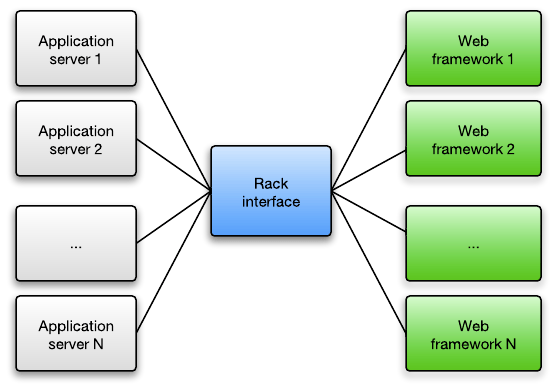 Application
server 1
Application
server 2
...
Application
server N
Rack
interface
Web
framework 1
Web
framework 2
...
Web
framework N